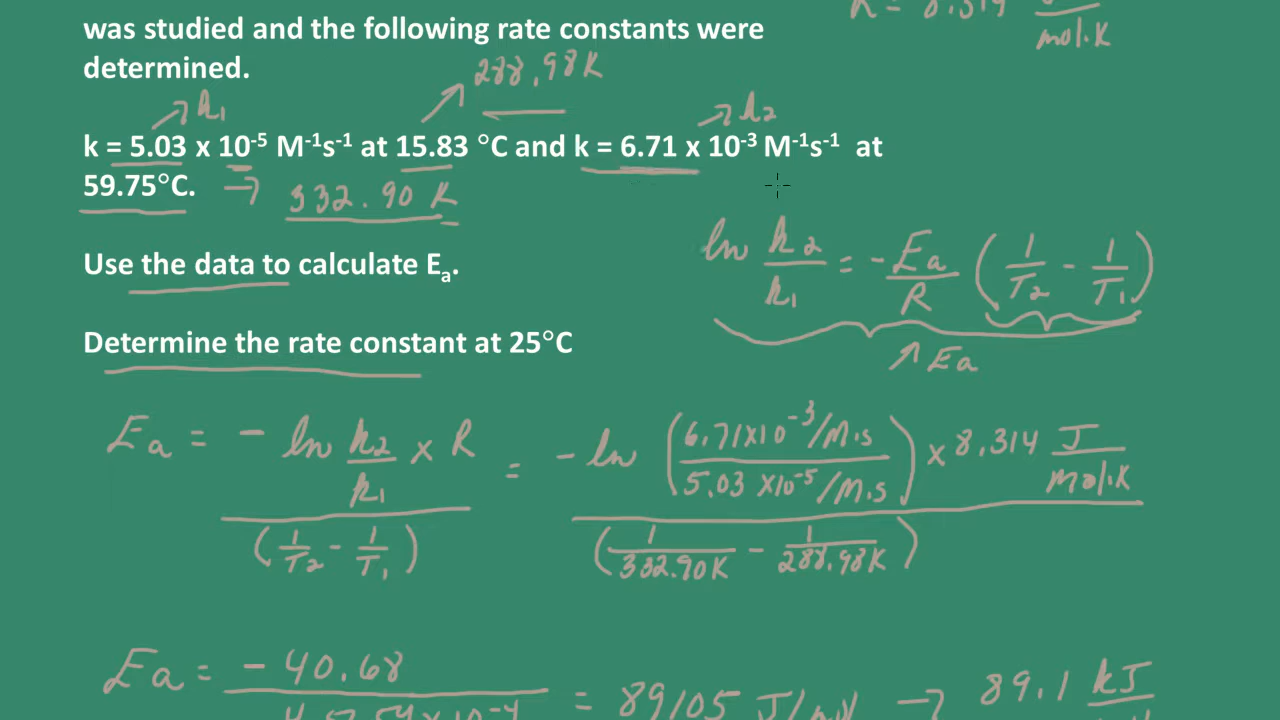 R = 8.314 J/mol·K
was studied and the following rate constants were
determined.
288.98K
k1
k2
k = 5.03 x 10⁻⁵ M⁻¹s⁻¹ at 15.83 °C and k = 6.71 x 10⁻³ M⁻¹s⁻¹ at
59.75°C. → 332.90 K
ln k2/k1 = - Ea/R (1/T2 - 1/T1)
Use the data to calculate Eₐ.
Determine the rate constant at 25°C
↗ Ea
Ea = - ln k2/k1 x R / (1/T2 - 1/T1) = - ln (6.71x10⁻³/M.s / 5.03 x10⁻⁵/M.s) x 8.314 J/mol.K / (1/332.90K - 1/288.98K)
Ea = - 40.68 / = 89105 J/mol → 89.1 kJ